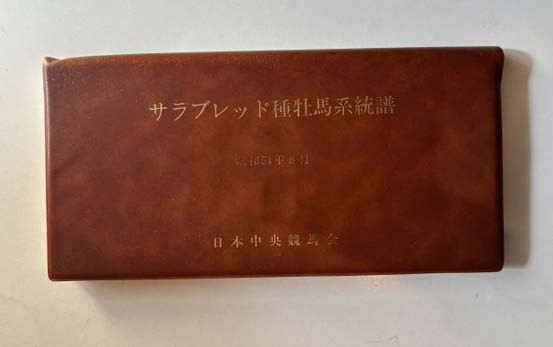 サラブレッド種牡馬系統譜
昭和54年8月
日本中央競馬会